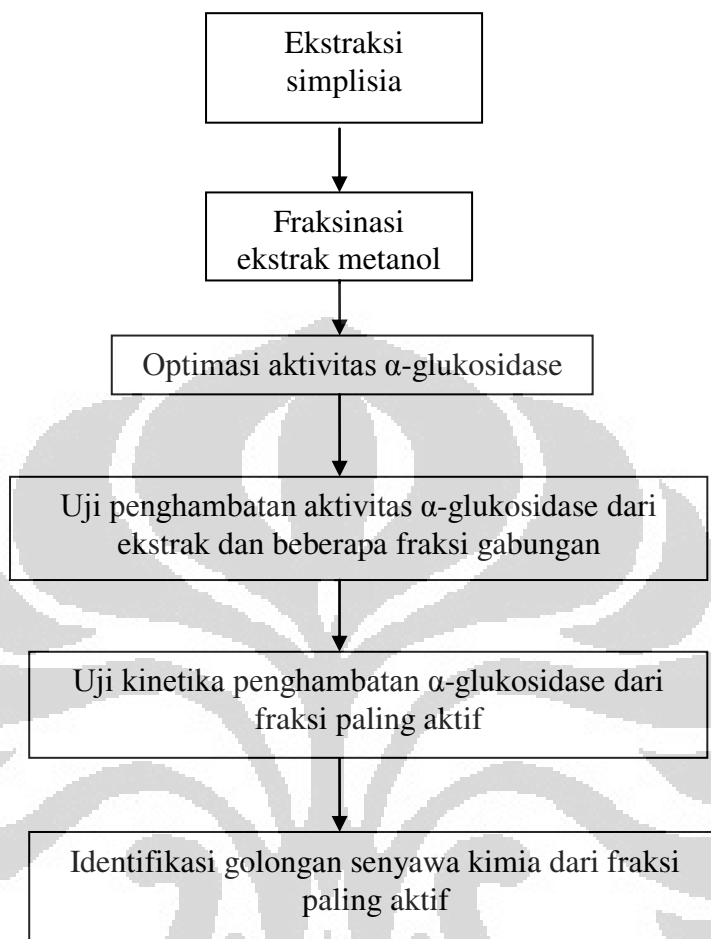 Ekstraksi
simplisia
Fraksinasi
ekstrak metanol
Optimasi aktivitas α-glukosidase
Uji penghambatan aktivitas α-glukosidase dari
ekstrak dan beberapa fraksi gabungan
Uji kinetika penghambatan α-glukosidase dari
fraksi paling aktif
Identifikasi golongan senyawa kimia dari fraksi
paling aktif